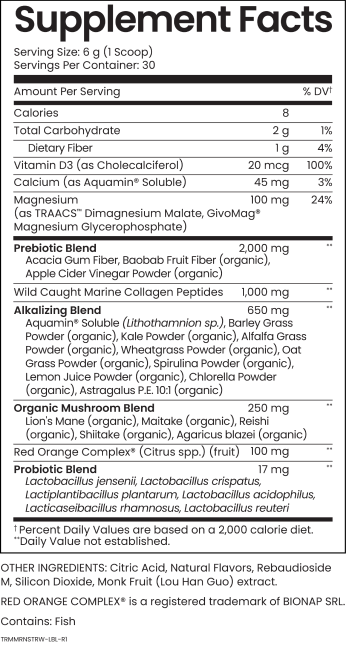 Supplement Facts
Serving Size: 6 g (1 Scoop)
Servings Per Container: 30
Amount Per Serving % DV†
Calories 8
Total Carbohydrate 2 g 1%
Dietary Fiber 1 g 4%
Vitamin D3 (as Cholecalciferol) 20 mcg 100%
Calcium (as Aquamin® Soluble) 45 mg 3%
Magnesium 100 mg 24%
(as TRAACS™ Dimagnesium Malate, GivoMag®
Magnesium Glycerophosphate)
Prebiotic Blend 2,000 mg **
Acacia Gum Fiber, Baobab Fruit Fiber (organic),
Apple Cider Vinegar Powder (organic)
Wild Caught Marine Collagen Peptides 1,000 mg **
Alkalizing Blend 650 mg **
Aquamin® Soluble (Lithothamnion sp.), Barley Grass
Powder (organic), Kale Powder (organic), Alfalfa Grass
Powder (organic), Wheatgrass Powder (organic), Oat
Grass Powder (organic), Spirulina Powder (organic),
Lemon Juice Powder (organic), Chlorella Powder
(organic), Astragalus P.E. 10:1 (organic)
Organic Mushroom Blend 250 mg **
Lion's Mane (organic), Maitake (organic), Reishi
(organic), Shiitake (organic), Agaricus blazei (organic)
Red Orange Complex® (Citrus spp.) (fruit) 100 mg **
Probiotic Blend 17 mg **
Lactobacillus jensenii, Lactobacillus crispatus,
Lactiplantibacillus plantarum, Lactobacillus acidophilus,
Lacticaseibacillus rhamnosus, Lactobacillus reuteri
†Percent Daily Values are based on a 2,000 calorie diet.
**Daily Value not established.
OTHER INGREDIENTS: Citric Acid, Natural Flavors, Rebaudioside
M, Silicon Dioxide, Monk Fruit (Lou Han Guo) extract.
RED ORANGE COMPLEX® is a registered trademark of BIONAP SRL.
Contains: Fish
TRMMRNSTRW-LBL-R1